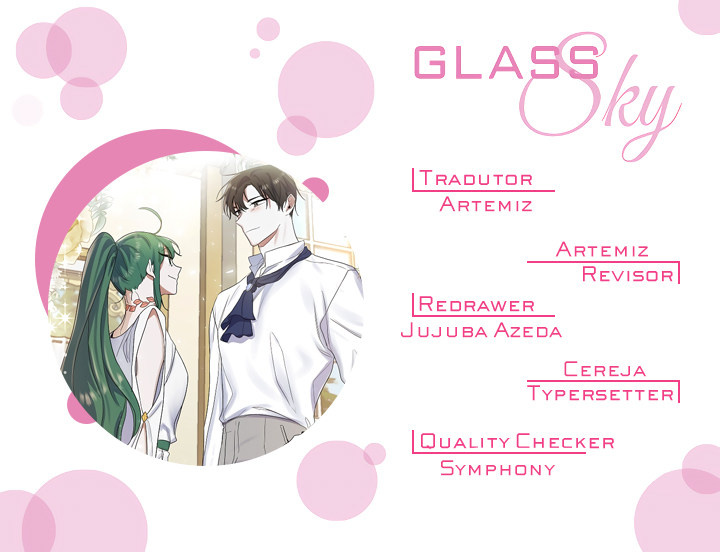 GLASS
Sky
TRADUTOR
ARTEMIZ
ARTEMIZ
REVISOR
REDRAWER
JUJUBA AZEDA
CEREJA
TYPERSETTER
QUALITY CHECKER
SYMPHONY